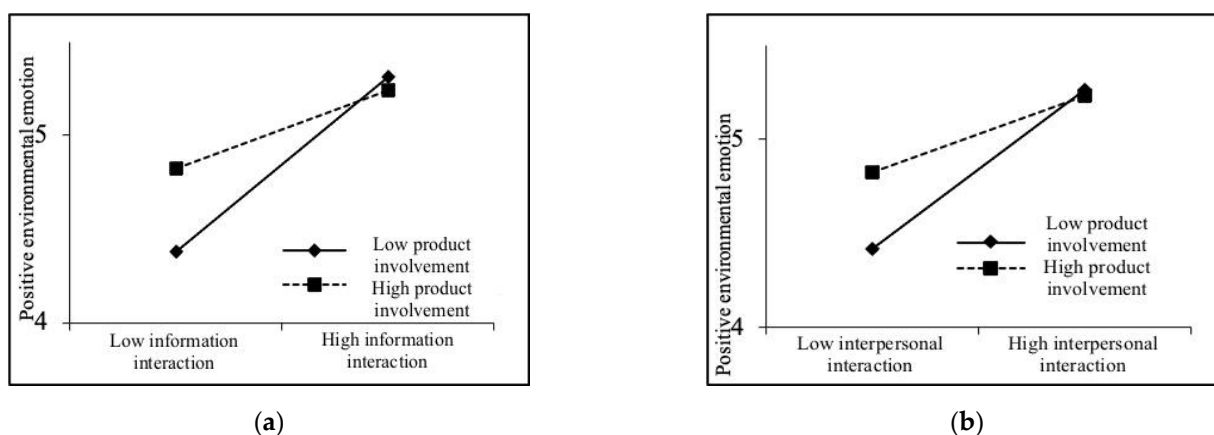 Positive environmental emotion
5
4
Low product
involvement
High product
involvement
Low information
interaction
High information
interaction
(a)
Positive environmental emotion
5
4
Low product
involvement
High product
involvement
Low interpersonal
interaction
High interpersonal
interaction
(b)